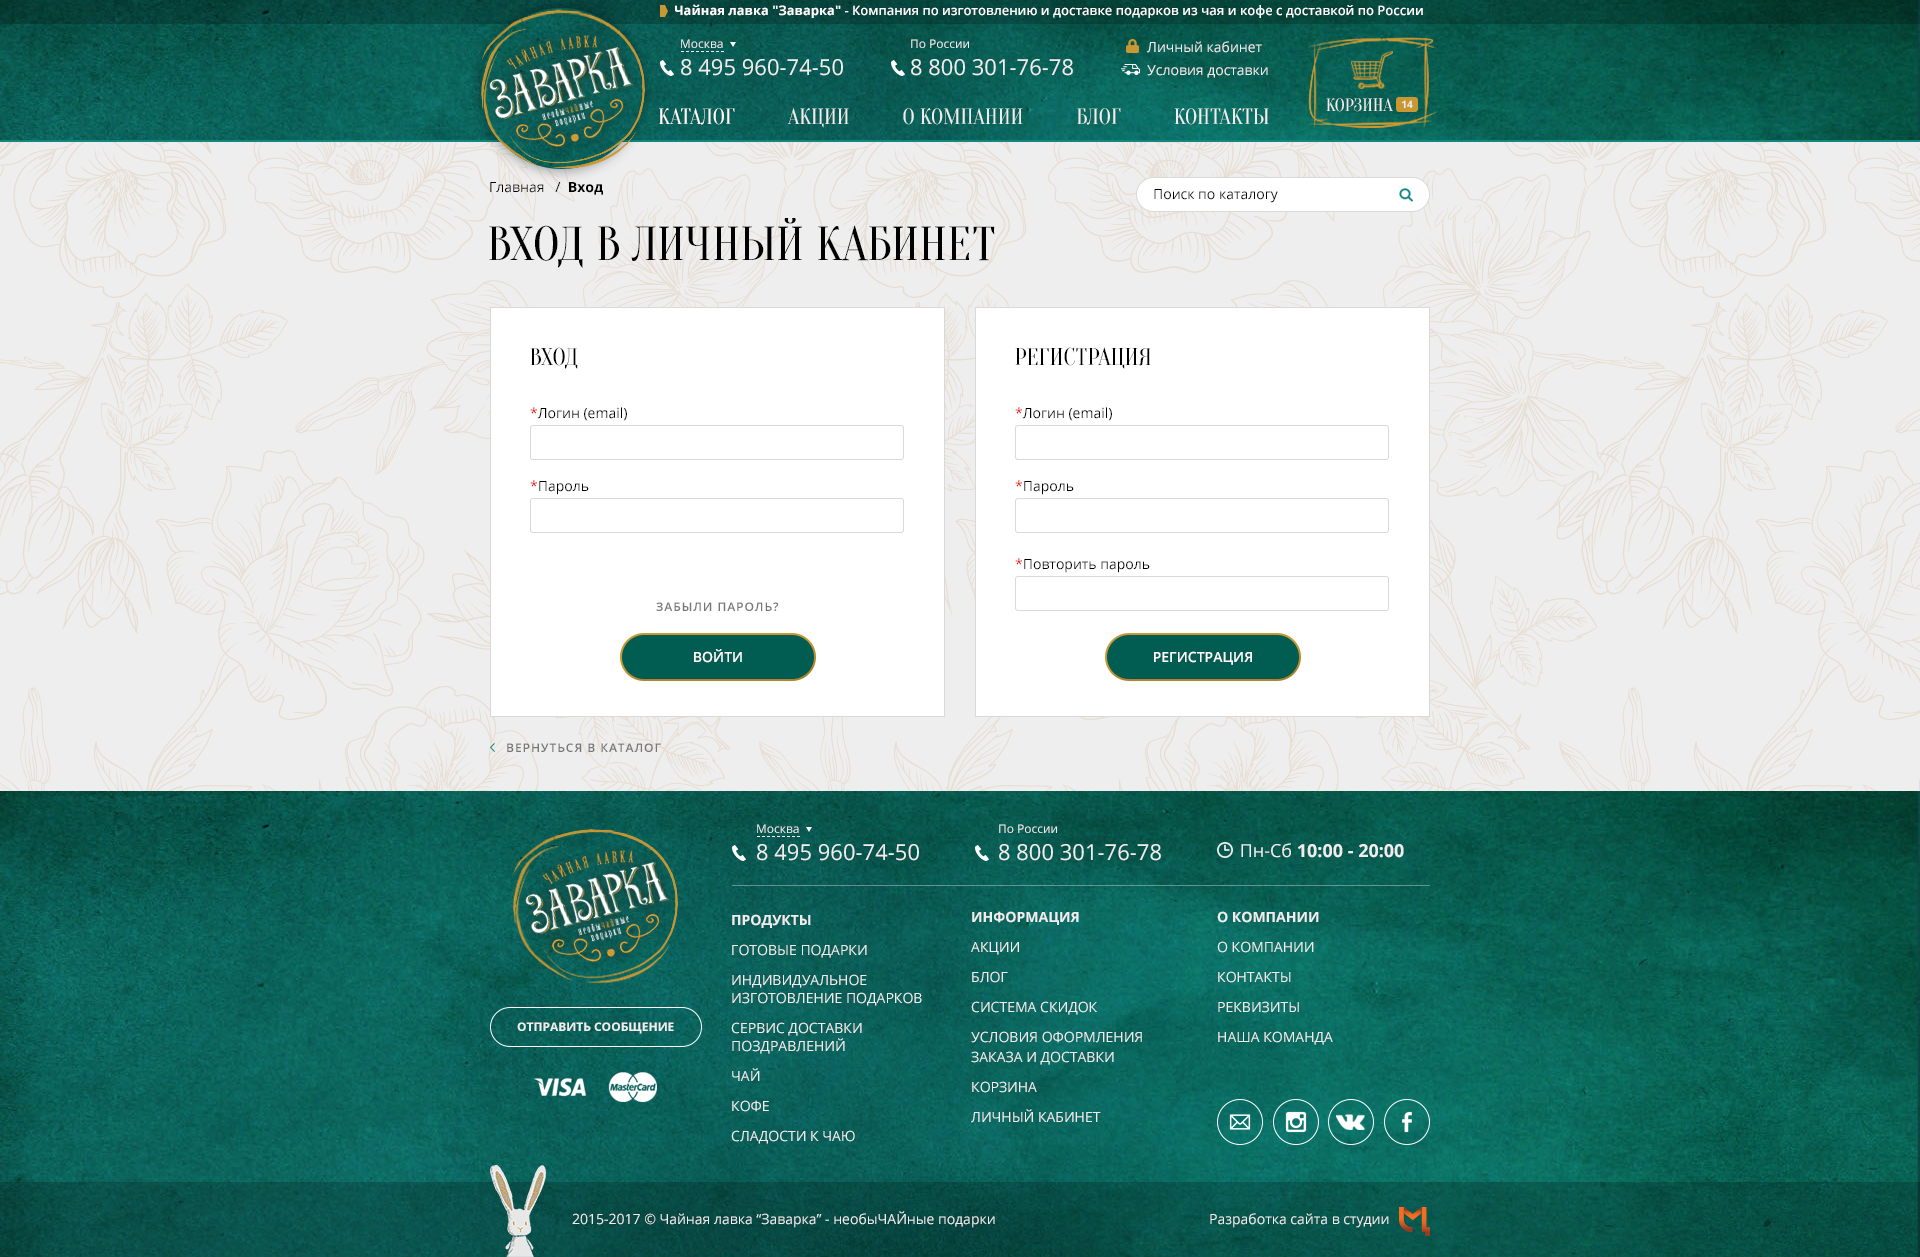 Чайная лавка "Заварка" - Компания по изготовлению и доставке подарков из чая и кофе с доставкой по России
ЧАЙНАЯ ЛАВКА
ЗАВАРКА
необычайные
подарки
Москва
8 495 960-74-50
По России
8 800 301-76-78
Личный кабинет
Условия доставки
КОРЗИНА 14
КАТАЛОГ
АКЦИИ
О КОМПАНИИ
БЛОГ
КОНТАКТЫ
Главная / Вход
Поиск по каталогу
ВХОД В ЛИЧНЫЙ КАБИНЕТ
ВХОД
*Логин (email)
*Пароль
ЗАБЫЛИ ПАРОЛЬ?
ВОЙТИ
РЕГИСТРАЦИЯ
*Логин (email)
*Пароль
*Повторить пароль
РЕГИСТРАЦИЯ
ВЕРНУТЬСЯ В КАТАЛОГ
ЧАЙНАЯ ЛАВКА
ЗАВАРКА
необычайные
подарки
ОТПРАВИТЬ СООБЩЕНИЕ
VISA
MasterCard
Москва
8 495 960-74-50
По России
8 800 301-76-78
Пн-Сб 10:00 - 20:00
ПРОДУКТЫ
ГОТОВЫЕ ПОДАРКИ
ИНДИВИДУАЛЬНОЕ
ИЗГОТОВЛЕНИЕ ПОДАРКОВ
СЕРВИС ДОСТАВКИ
ПОЗДРАВЛЕНИЙ
ЧАЙ
КОФЕ
СЛАДОСТИ К ЧАЮ
ИНФОРМАЦИЯ
АКЦИИ
БЛОГ
СИСТЕМА СКИДОК
УСЛОВИЯ ОФОРМЛЕНИЯ
ЗАКАЗА И ДОСТАВКИ
КОРЗИНА
ЛИЧНЫЙ КАБИНЕТ
О КОМПАНИИ
О КОМПАНИИ
КОНТАКТЫ
РЕКВИЗИТЫ
НАША КОМАНДА
2015-2017 © Чайная лавка “Заварка” - необыЧАЙные подарки
Разработка сайта в студии